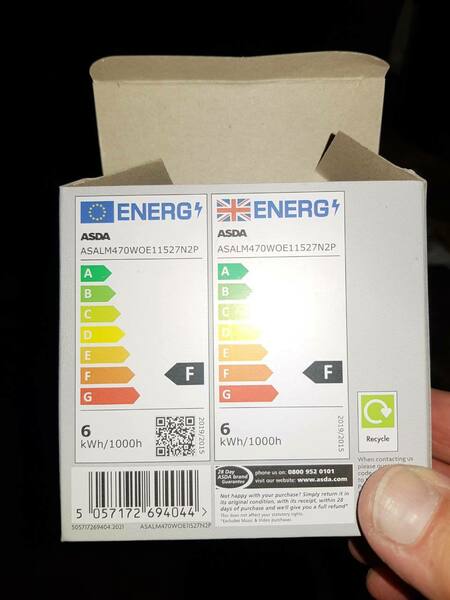 ENERG
ASDA
ASALM470WOE11527N2P
A
B
C
D
E
F
G
F
6
kWh/1000h
2019/2015
ENERG
ASDA
ASALM470WOE11527N2P
A
B
C
D
E
F
G
F
6
kWh/1000h
2019/2015
Recycle
When contacting us
please qu
code
5 057172 694044 >
5057172694044 2021 ASALM470WOE11527N2P
28 Day
ASDA brand
Guarantee
phone us on: 0800 952 0101
visit our website: www.asda.com
Not happy with your purchase? Simply return it in
its original condition, with its receipt, within 28
days of purchase and we'll give you a full refund*
This does not affect your statutory rights.
*Excludes Music & Video purchases.